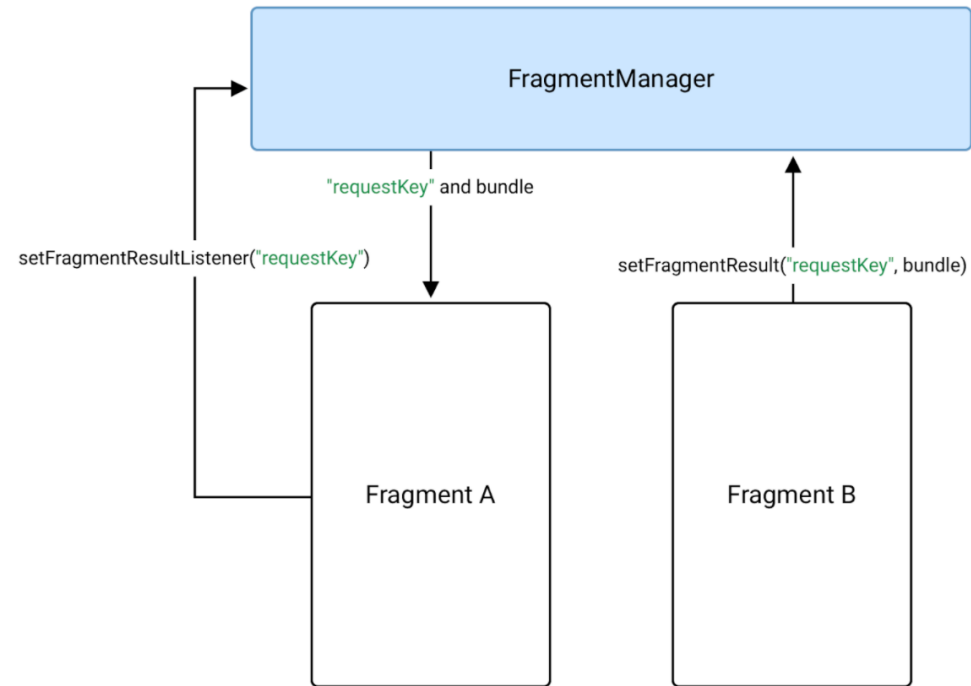 FragmentManager
"requestKey" and bundle
setFragmentResultListener("requestKey")
setFragmentResult("requestKey", bundle)
Fragment A
Fragment B